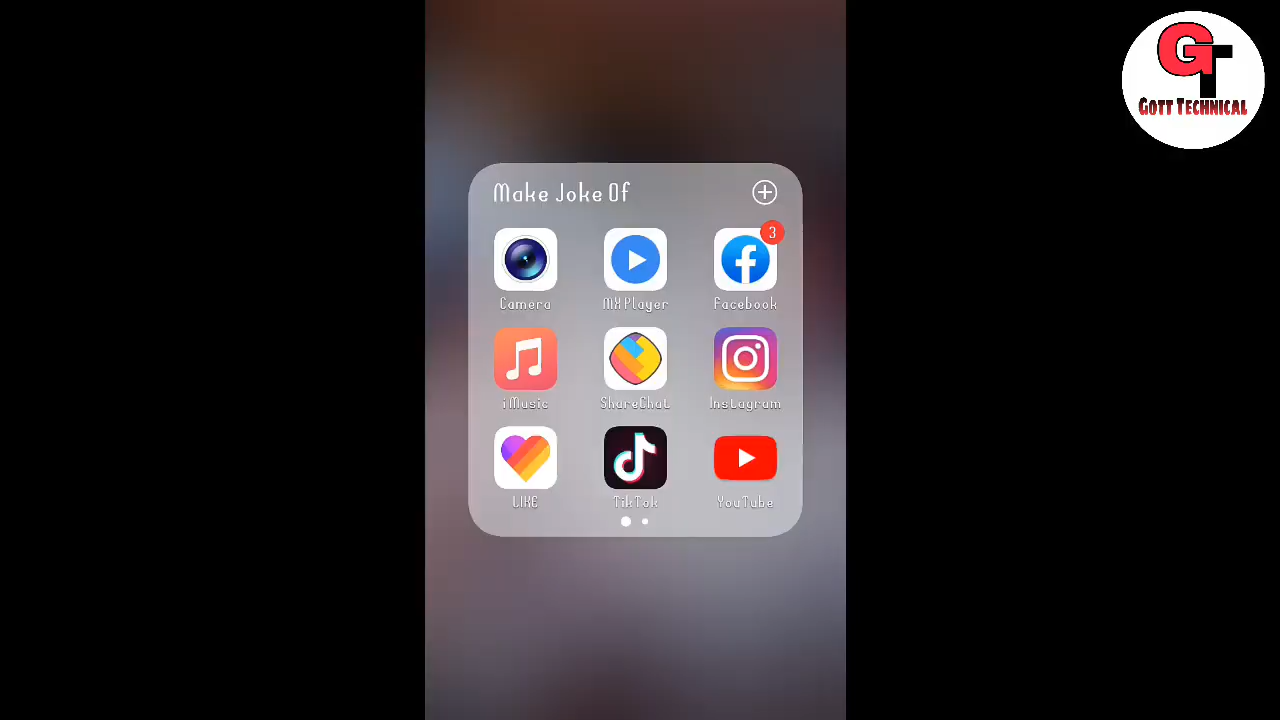 GT
GOTT TECHNICAL
Make Joke Of
3
Camera
MX Player
Facebook
iMusic
ShareChat
Instagram
LIKE
TikTok
YouTube